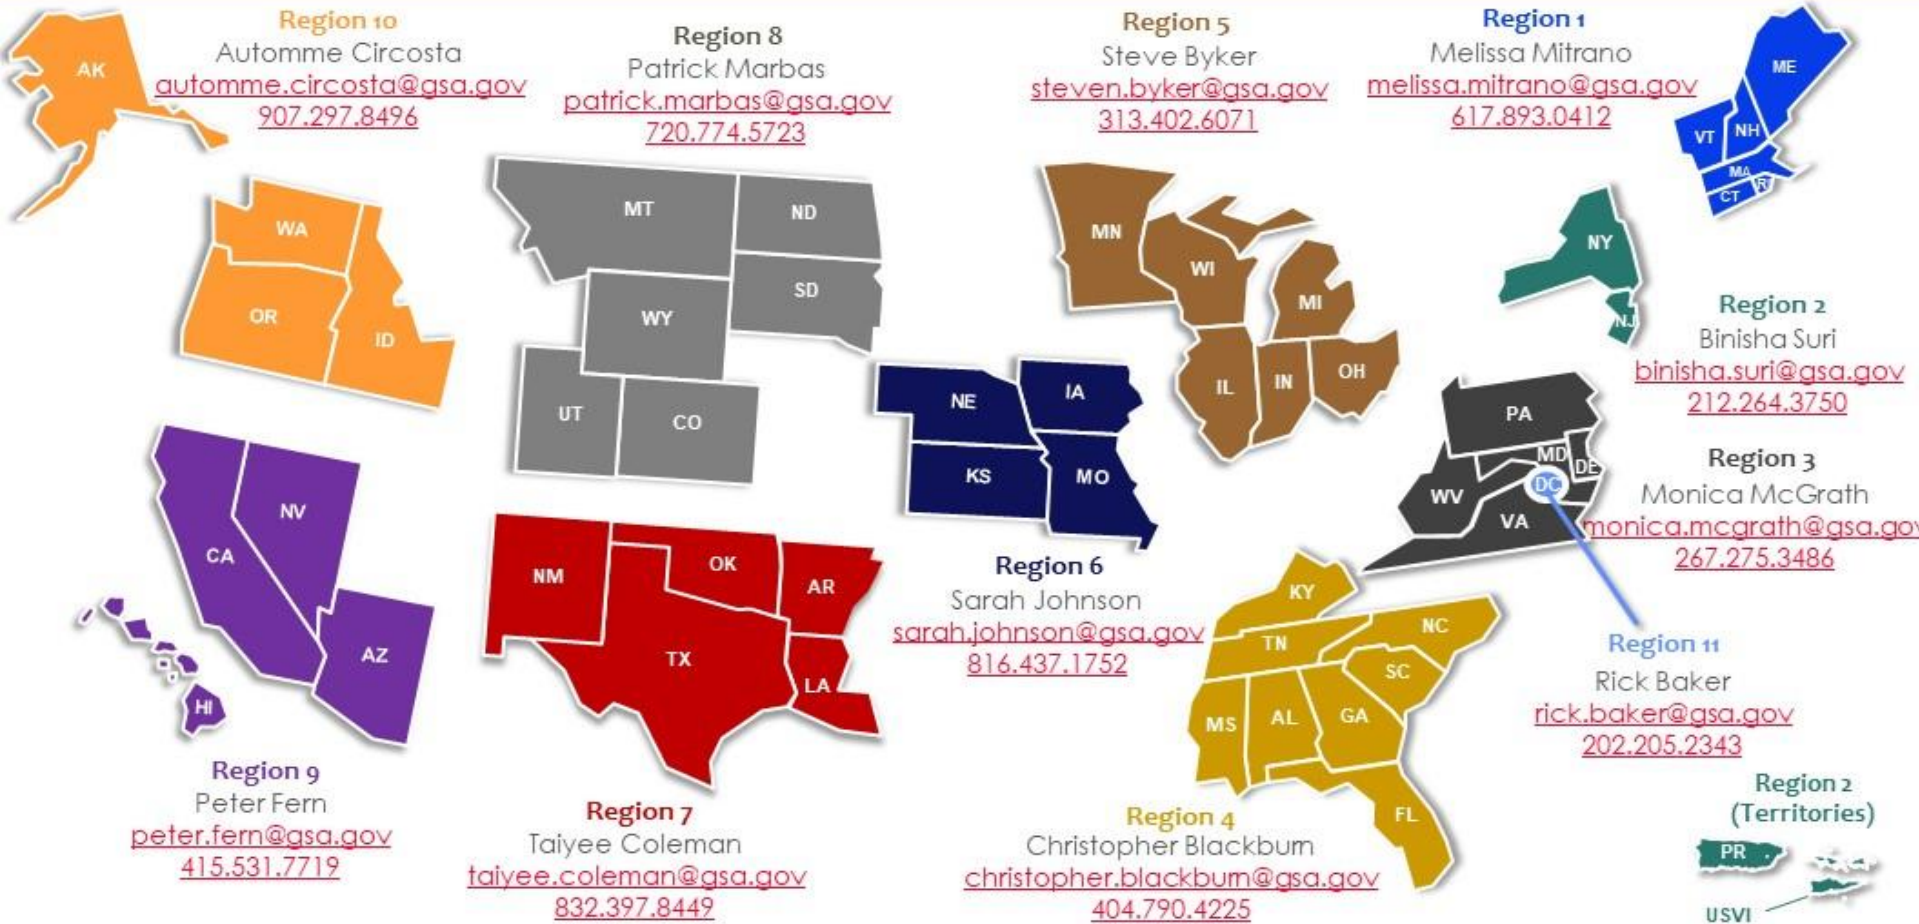 Region 10
Automme Circosta
automme.circosta@gsa.gov
907.297.8496
AK
WA
OR
ID
Region 8
Patrick Marbas
patrick.marbas@gsa.gov
720.774.5723
MT
ND
SD
WY
UT
CO
Region 5
Steve Byker
steven.byker@gsa.gov
313.402.6071
MN
WI
MI
IL
IN
OH
Region 1
Melissa Mitrano
melissa.mitrano@gsa.gov
617.893.0412
ME
VT
NH
MA
CT
RI
NY
NJ
Region 2
Binisha Suri
binisha.suri@gsa.gov
212.264.3750
PA
MD
DE
WV
VA
DC
Region 3
Monica McGrath
monica.mcgrath@gsa.gov
267.275.3486
NE
IA
KS
MO
Region 6
Sarah Johnson
sarah.johnson@gsa.gov
816.437.1752
NV
CA
AZ
HI
Region 9
Peter Fern
peter.fern@gsa.gov
415.531.7719
NM
OK
AR
TX
LA
Region 7
Taiyee Coleman
taiyee.coleman@gsa.gov
832.397.8449
KY
TN
NC
SC
MS
AL
GA
FL
Region 4
Christopher Blackburn
christopher.blackburn@gsa.gov
404.790.4225
Region 11
Rick Baker
rick.baker@gsa.gov
202.205.2343
Region 2
(Territories)
PR
USVI